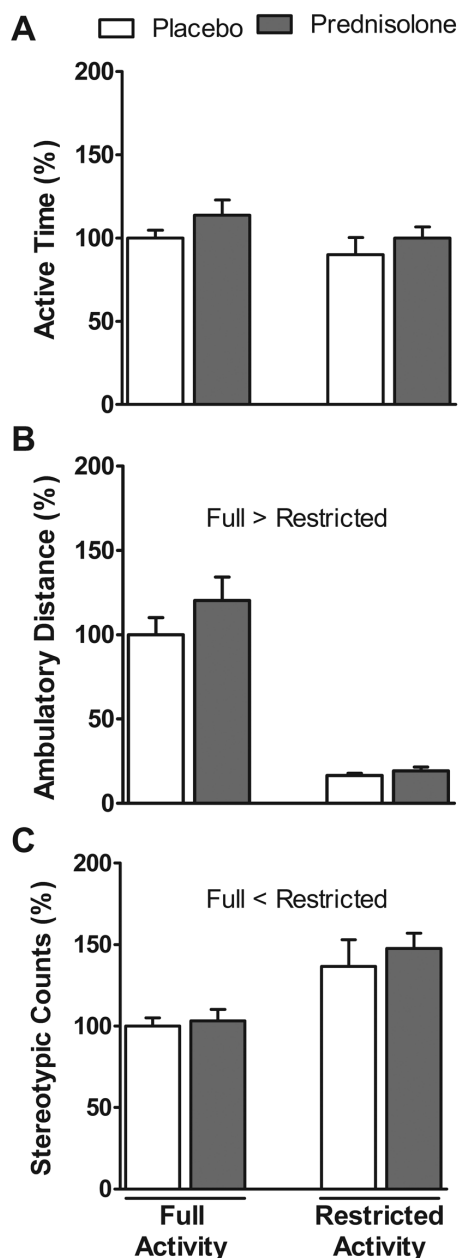 A
Placebo Prednisolone
200
150
100
50
0
Active Time (%)
B
200
150
100
50
0
Ambulatory Distance (%)
Full > Restricted
C
200
150
100
50
0
Stereotypic Counts (%)
Full < Restricted
Full
Activity
Restricted
Activity